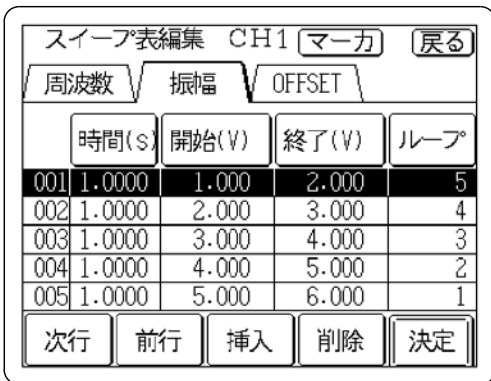 スイープ表編集 CH1 マーカ 戻る
周波数 振幅 OFFSET
時間(s) 開始(V) 終了(V) ループ
001 1.0000 1.000 2.000 5
002 1.0000 2.000 3.000 4
003 1.0000 3.000 4.000 3
004 1.0000 4.000 5.000 2
005 1.0000 5.000 6.000 1
次行 前行 挿入 削除 決定